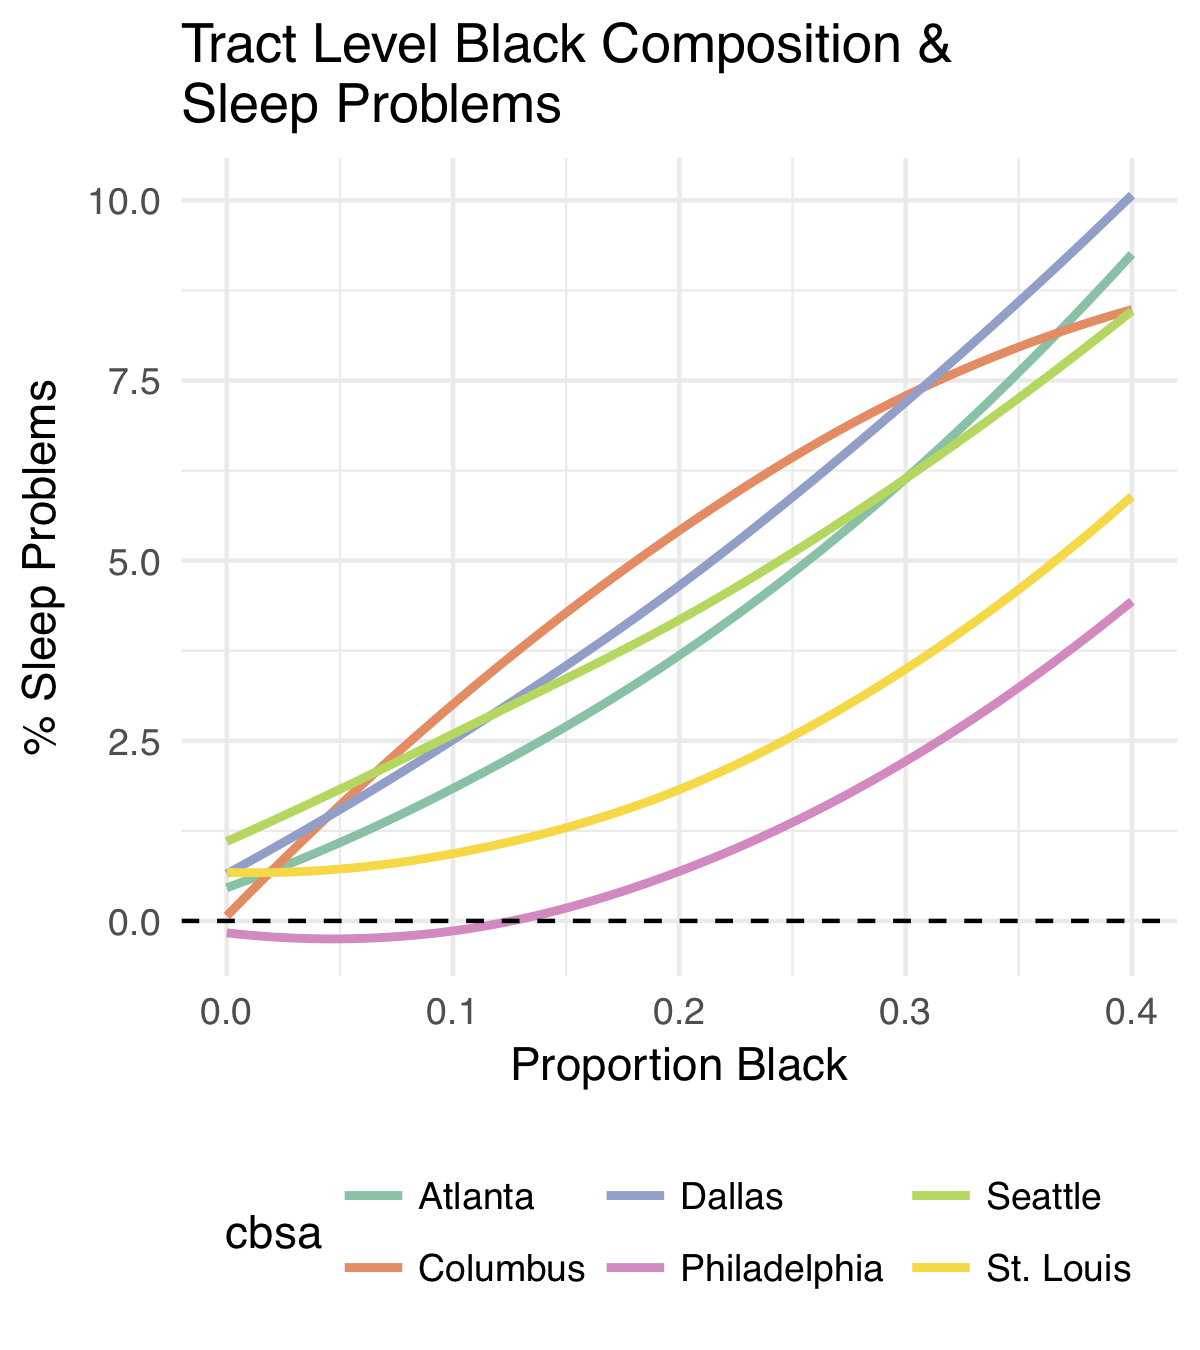 Tract Level Black Composition &
Sleep Problems
% Sleep Problems
10.0
7.5
5.0
2.5
0.0
0.0 0.1 0.2 0.3 0.4
Proportion Black
cbsa
Atlanta Dallas Seattle
Columbus Philadelphia St. Louis